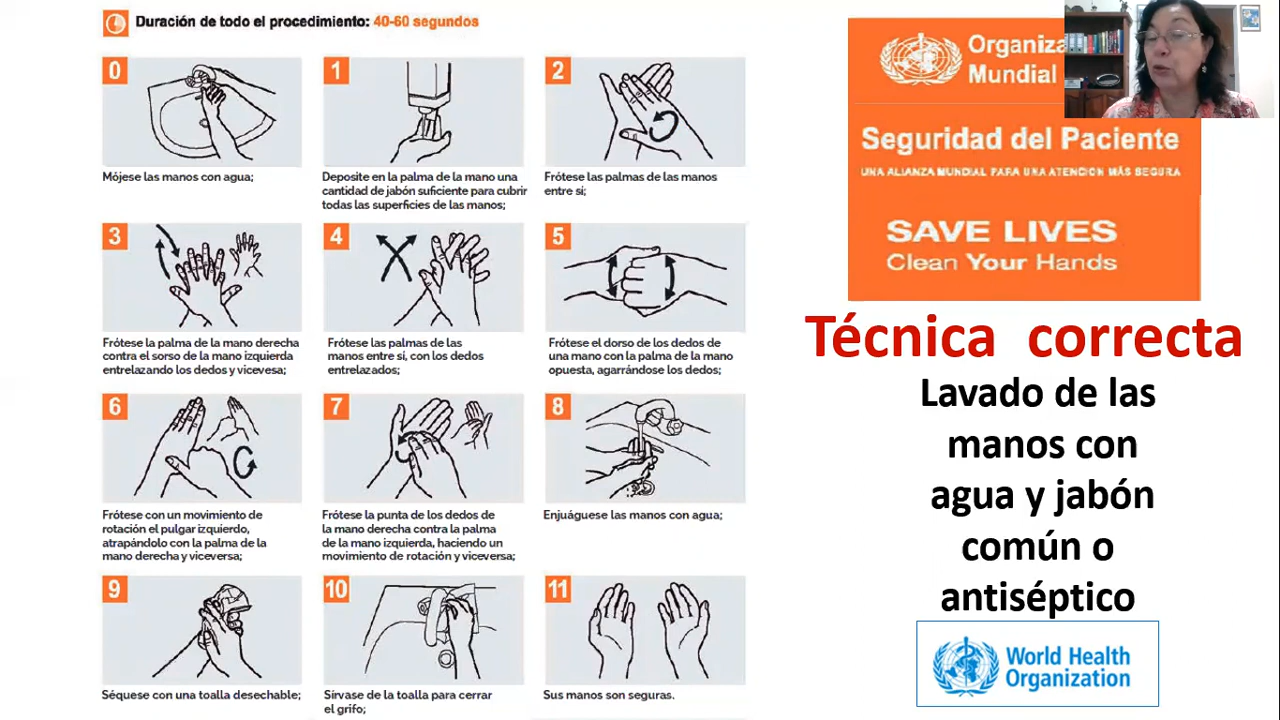 Duración de todo el procedimiento: 40-60 segundos
0
Mójese las manos con agua;
1
Deposite en la palma de la mano una
cantidad de jabón suficiente para cubrir
todas las superficies de las manos;
2
Frótese las palmas de las manos
entre sí;
3
Frótese la palma de la mano derecha
contra el sorso de la mano izquierda
entrelazando los dedos y vicevesa;
4
Frótese las palmas de las
manos entre sí, con los dedos
entrelazados;
5
Frótese el dorso de los dedos de
una mano con la palma de la mano
opuesta, agarrándose los dedos;
6
Frótese con un movimiento de
rotación el pulgar izquierdo,
atrapándolo con la palma de la
mano derecha y viceversa;
7
Frótese la punta de los dedos de
la mano derecha contra la palma
de la mano izquierda, haciendo un
movimiento de rotación y viceversa;
8
Enjuáguese las manos con agua;
9
Séquese con una toalla desechable;
10
Sírvase de la toalla para cerrar
el grifo;
11
Sus manos son seguras.
Organiza
Mundial
Seguridad del Paciente
UNA ALIANZA MUNDIAL PARA UNA ATENCION MÁS SEGURA
SAVE LIVES
Clean Your Hands
Técnica correcta
Lavado de las
manos con
agua y jabón
común o
antiséptico
World Health
Organization